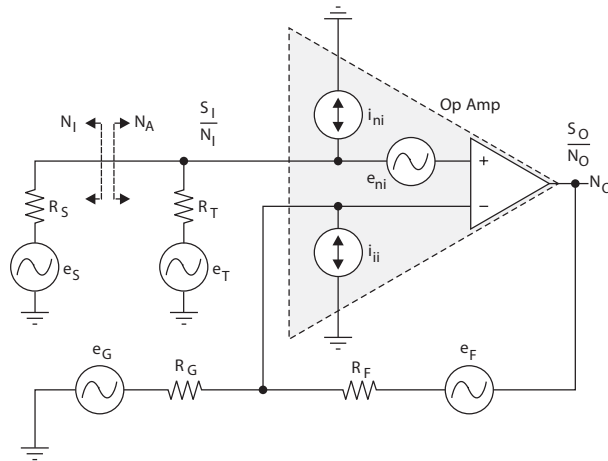 Op Amp
i_ni
S_I
N_I
N_I
N_A
S_O
N_O
N_O
+
e_ni
−
R_S
R_T
i_ii
e_S
e_T
e_G
R_G
R_F
e_F